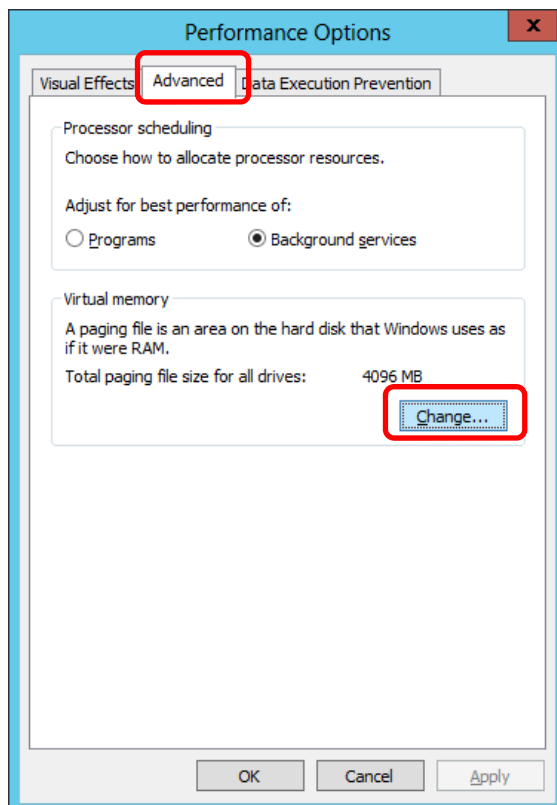 Performance Options
x
Visual Effects
Advanced
Data Execution Prevention
Processor scheduling
Choose how to allocate processor resources.
Adjust for best performance of:
Programs
Background services
Virtual memory
A paging file is an area on the hard disk that Windows uses as
if it were RAM.
Total paging file size for all drives:
4096 MB
Change...
OK
Cancel
Apply